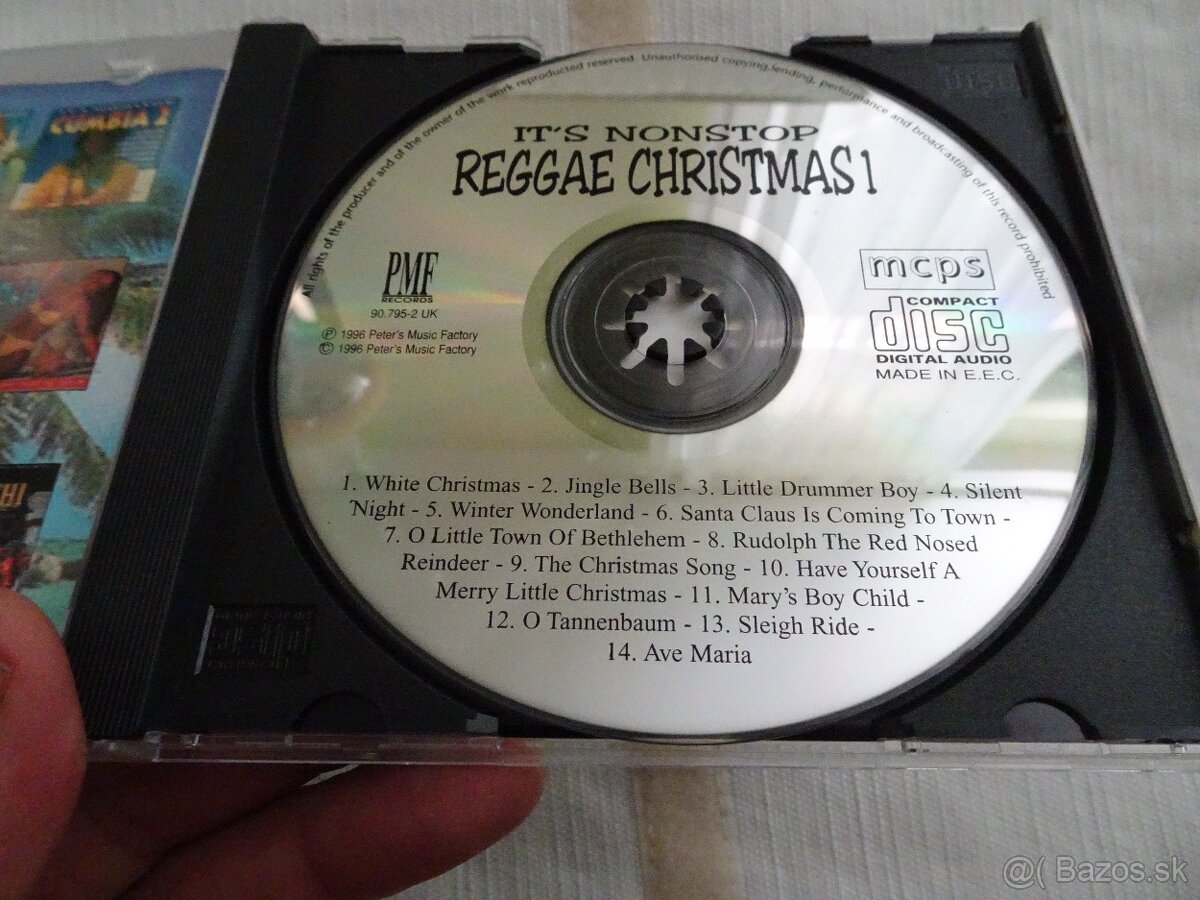 CUMBIA 2
CHI
All rights of the producer and of the owner of the work reproduced reserved. Unauthorised copying, lending, performance and broadcasting of this record prohibited
IT'S NONSTOP
REGGAE CHRISTMAS 1
PMF
RECORDS
90.795-2 UK
Ⓟ 1996 Peter's Music Factory
© 1996 Peter's Music Factory
mcps
COMPACT
disc
DIGITAL AUDIO
MADE IN E.E.C.
1. White Christmas - 2. Jingle Bells - 3. Little Drummer Boy - 4. Silent
Night - 5. Winter Wonderland - 6. Santa Claus Is Coming To Town -
7. O Little Town Of Bethlehem - 8. Rudolph The Red Nosed
Reindeer - 9. The Christmas Song - 10. Have Yourself A
Merry Little Christmas - 11. Mary's Boy Child -
12. O Tannenbaum - 13. Sleigh Ride -
14. Ave Maria
disc
@( Bazos.sk